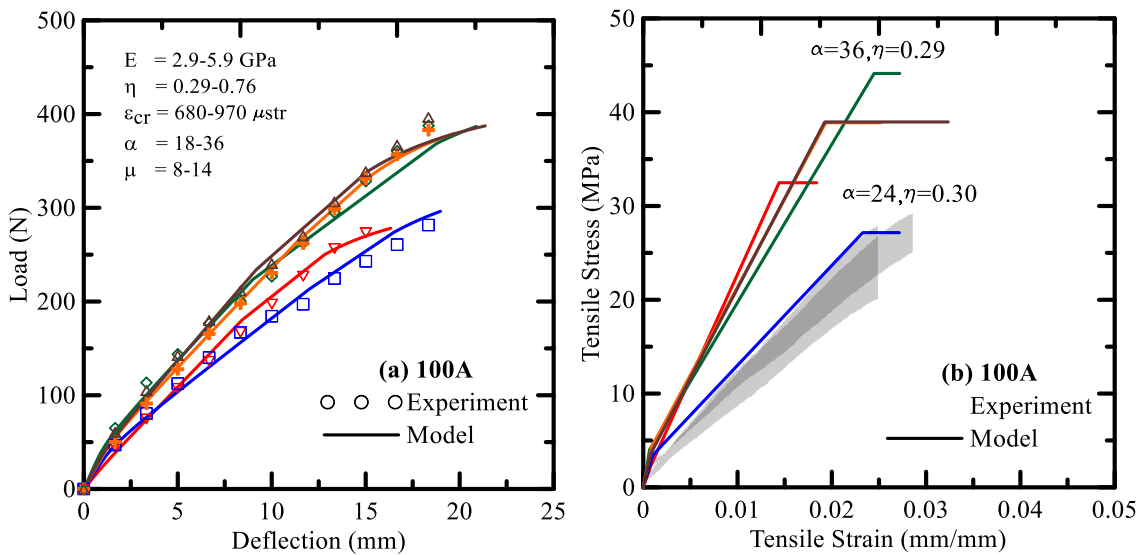 500
400
300
200
100
0
Load (N)
E = 2.9-5.9 GPa
η = 0.29-0.76
εcr = 680-970 μstr
α = 18-36
μ = 8-14
(a) 100A
Experiment
Model
0 5 10 15 20 25
Deflection (mm)
50
40
30
20
10
0
Tensile Stress (MPa)
α=36,η=0.29
α=24,η=0.30
(b) 100A
Experiment
Model
0 0.01 0.02 0.03 0.04 0.05
Tensile Strain (mm/mm)